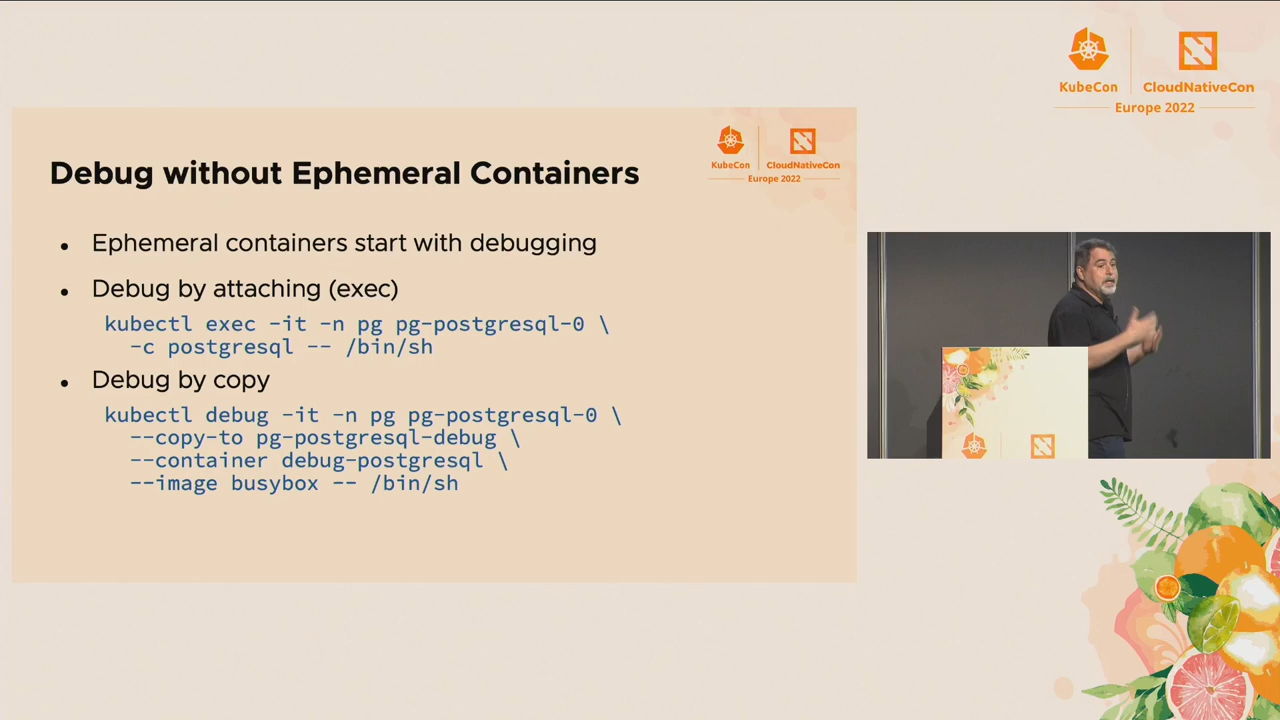 KubeCon
CloudNativeCon
Europe 2022
KubeCon
CloudNativeCon
Europe 2022
Debug without Ephemeral Containers
• Ephemeral containers start with debugging
• Debug by attaching (exec)
kubectl exec -it -n pg pg-postgresql-0 \
-c postgresql -- /bin/sh
• Debug by copy
kubectl debug -it -n pg pg-postgresql-0 \
--copy-to pg-postgresql-debug \
--container debug-postgresql \
--image busybox -- /bin/sh